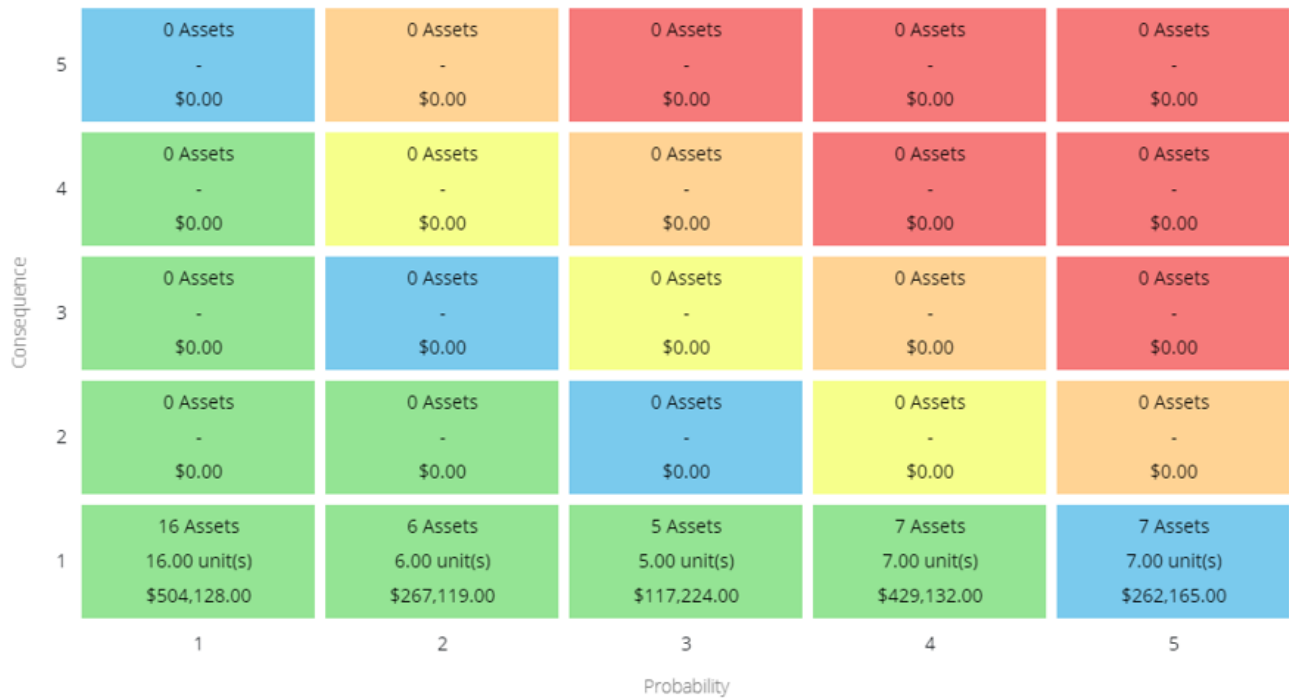 Consequence
5
0 Assets
-
$0.00
0 Assets
-
$0.00
0 Assets
-
$0.00
0 Assets
-
$0.00
0 Assets
-
$0.00
4
0 Assets
-
$0.00
0 Assets
-
$0.00
0 Assets
-
$0.00
0 Assets
-
$0.00
0 Assets
-
$0.00
3
0 Assets
-
$0.00
0 Assets
-
$0.00
0 Assets
-
$0.00
0 Assets
-
$0.00
0 Assets
-
$0.00
2
0 Assets
-
$0.00
0 Assets
-
$0.00
0 Assets
-
$0.00
0 Assets
-
$0.00
0 Assets
-
$0.00
1
16 Assets
16.00 unit(s)
$504,128.00
6 Assets
6.00 unit(s)
$267,119.00
5 Assets
5.00 unit(s)
$117,224.00
7 Assets
7.00 unit(s)
$429,132.00
7 Assets
7.00 unit(s)
$262,165.00
1
2
3
4
5
Probability